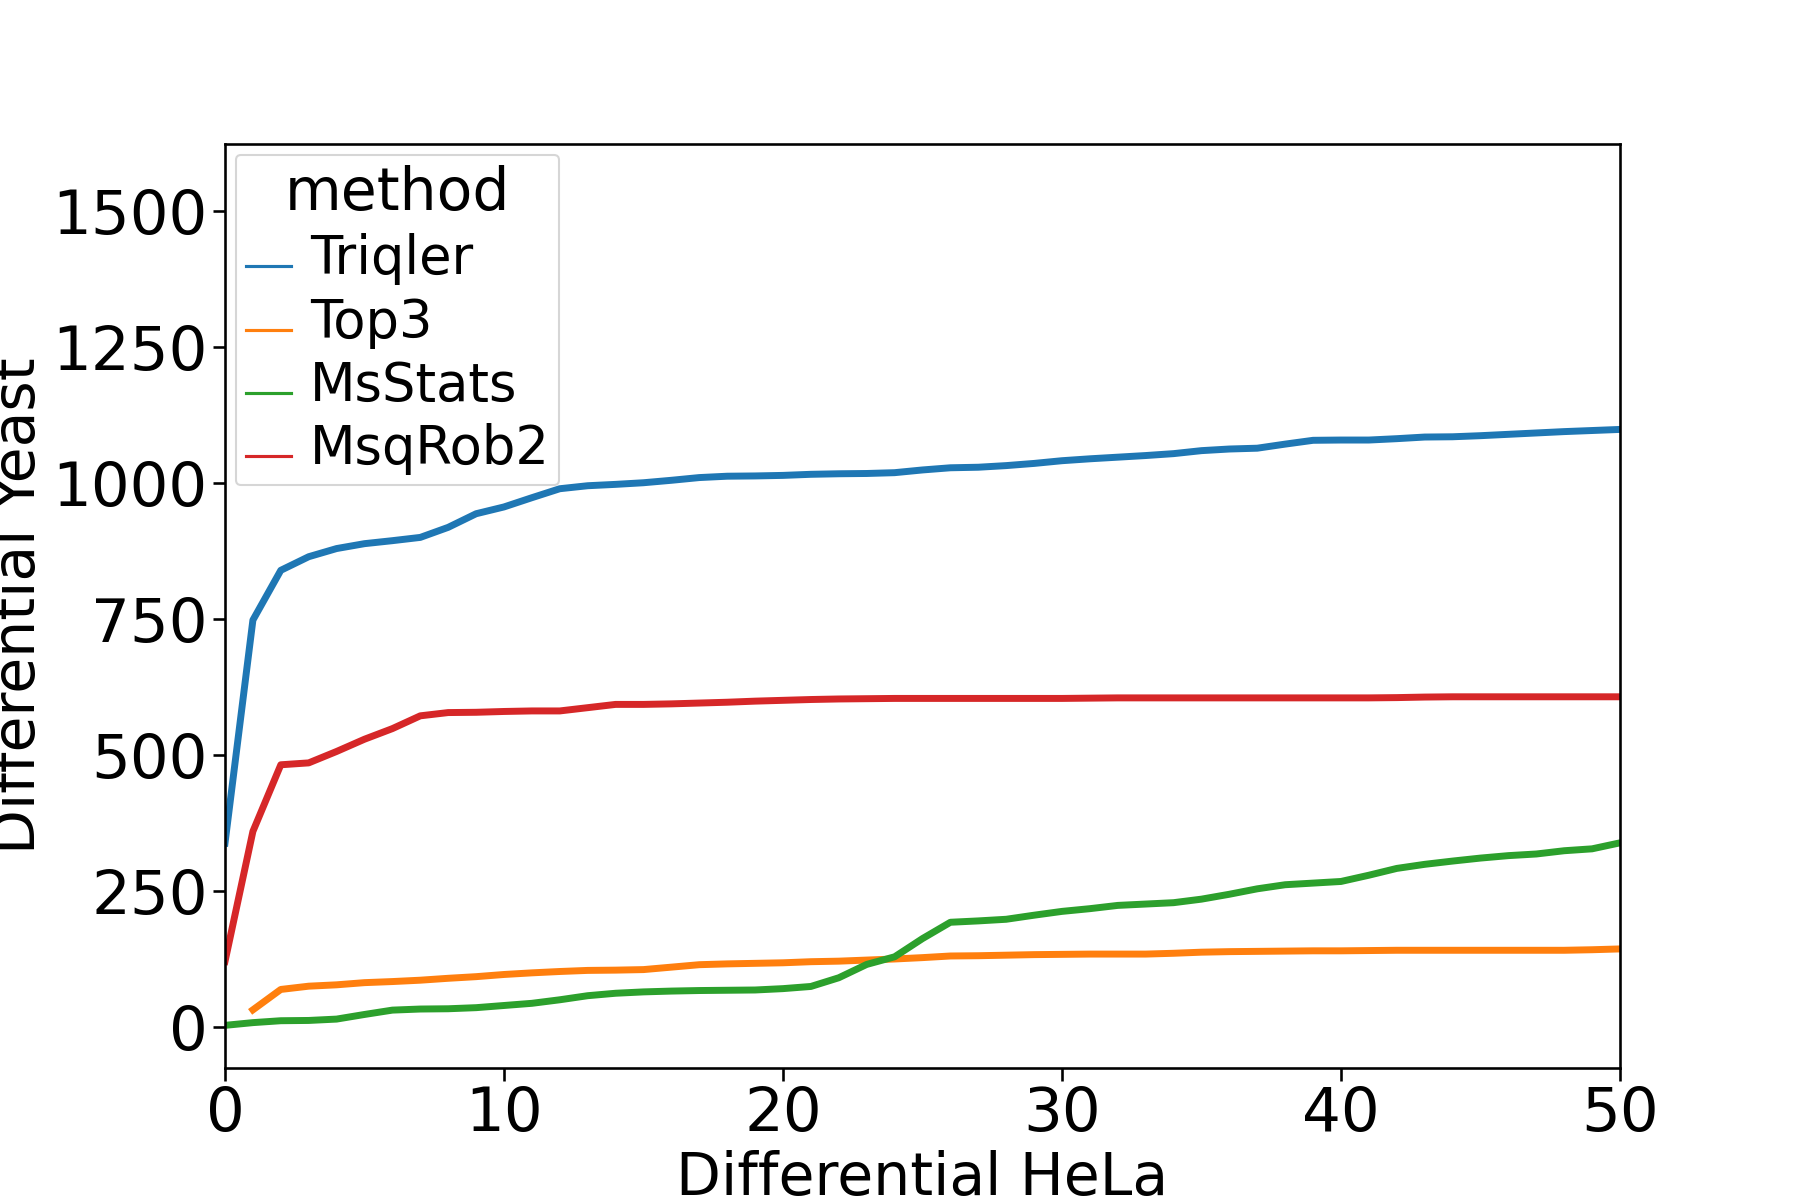 method
Triqler
Top3
MsStats
MsqRob2
1500
1250
1000
750
500
250
0
Differential Yeast
0 10 20 30 40 50
Differential HeLa